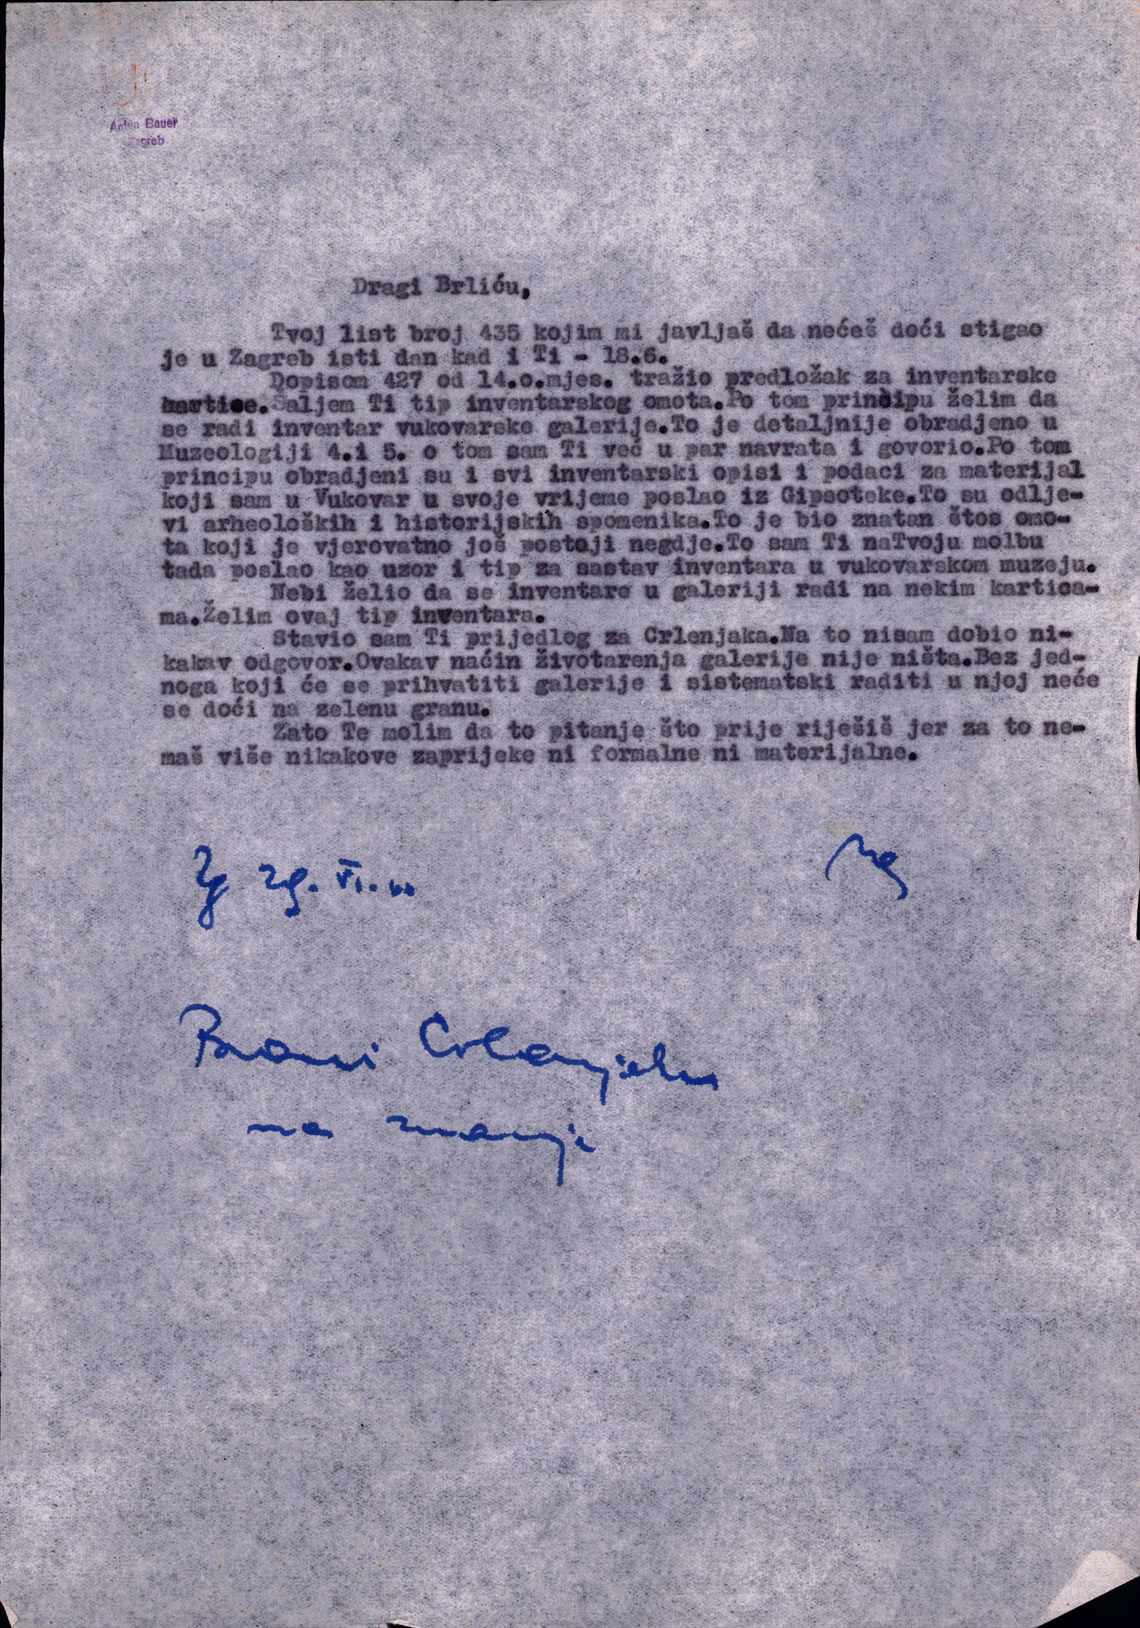 Antun Bauer
Zagreb
Dragi Brliću,
Tvoj list broj 435 kojim mi javljaš da nećeš doći stigao
je u Zagreb isti dan kad i Ti - 18.6.
Dopisom 427 od 14.o.mjes. tražio predložak za inventarske
kartice.Šaljem Ti tip inventarskog omota.Po tom principu želim da
se radi inventar vukovarske galerije.To je detaljnije obradjeno u
Muzeologiji 4.i 5. o tom sam Ti već u par navrata i govorio.Po tom
principu obradjeni su i svi inventarski opisi i podaci za materijal
koji sam u Vukovar u svoje vrijeme poslao iz Gipsoteke.To su odlje-
vi arheoloških i historijskih spomenika.To je bio znatan štos omo-
ta koji je vjerovatno još postoji negdje.To sam Ti naTvoju molbu
tada poslao kao uzor i tip za sastav inventara u vukovarskom muzeju.
Nebi želio da se inventare u galeriji radi na nekim kartica-
ma.Želim ovaj tip inventara.
Stavio sam Ti prijedlog za Crlenjaka.Na to nisam dobio ni-
kakav odgovor.Ovakav naćin životarenja galerije nije ništa.Bez jed-
noga koji će se prihvatiti galerije i sistematski raditi u njoj neće
se doći na zelenu granu.
Zato Te molim da to pitanje što prije riješiš jer za to ne-
maš više nikakove zaprijeke ni formalne ni materijalne.
Zg 29. VI.
Crlenjaku
na znanje